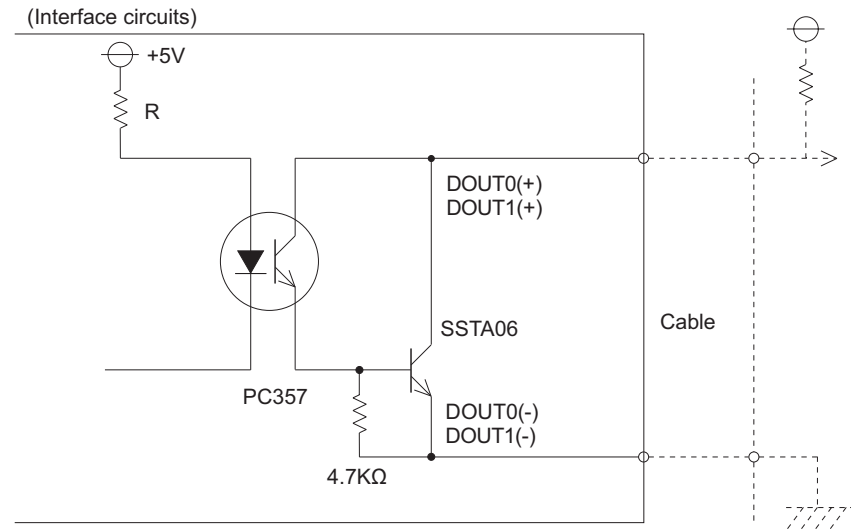 (Interface circuits)
+5V
R
DOUT0(+)
DOUT1(+)
SSTA06
Cable
PC357
DOUT0(-)
DOUT1(-)
4.7KΩ